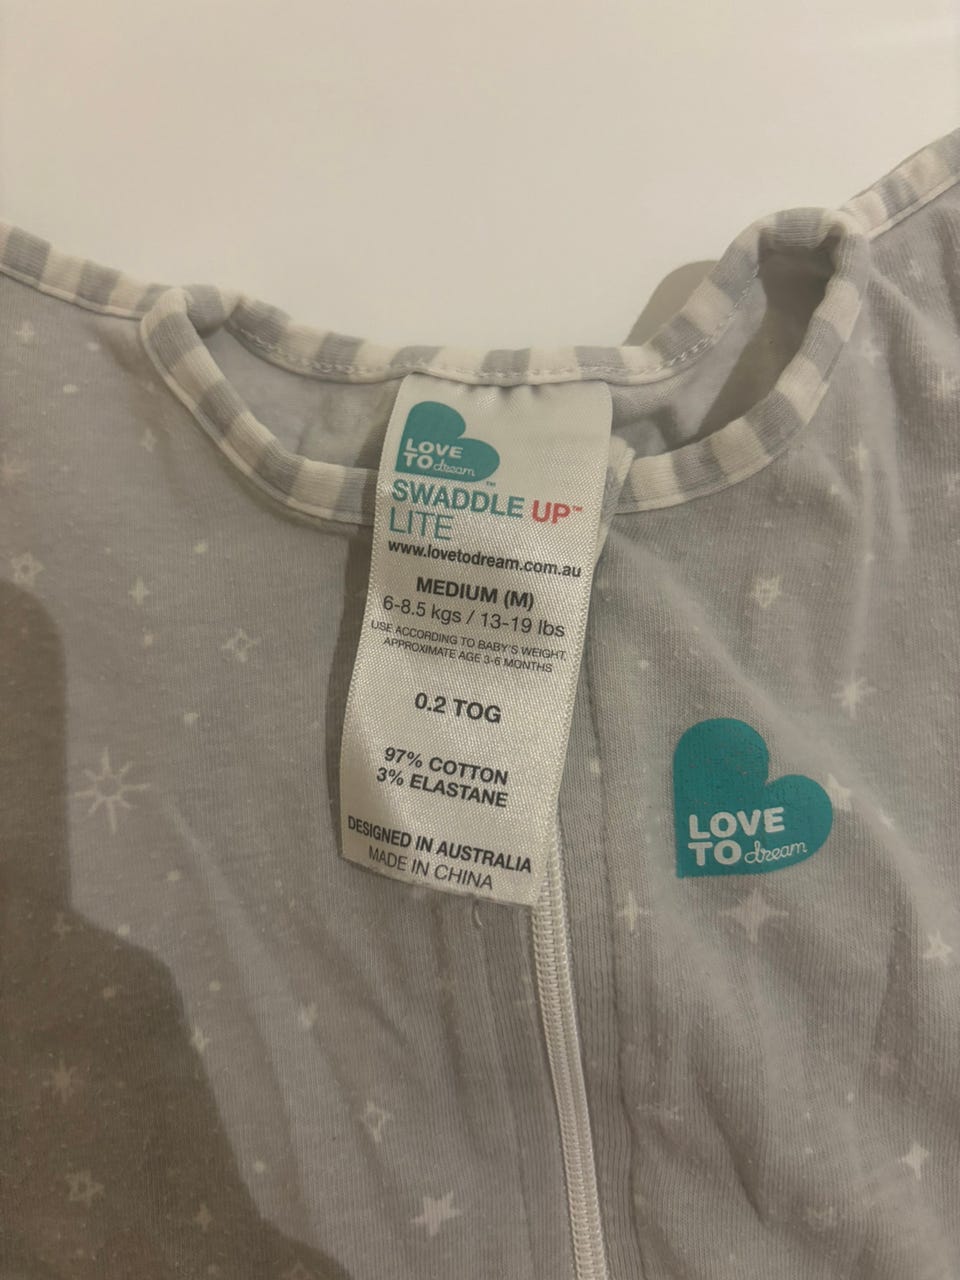 LOVE
TO dream™
SWADDLE UP™
LITE
www.lovetodream.com.au
MEDIUM (M)
6-8.5 kgs / 13-19 lbs
USE ACCORDING TO BABY'S WEIGHT,
APPROXIMATE AGE 3-6 MONTHS
0.2 TOG
97% COTTON
3% ELASTANE
DESIGNED IN AUSTRALIA
MADE IN CHINA
LOVE
TO dream